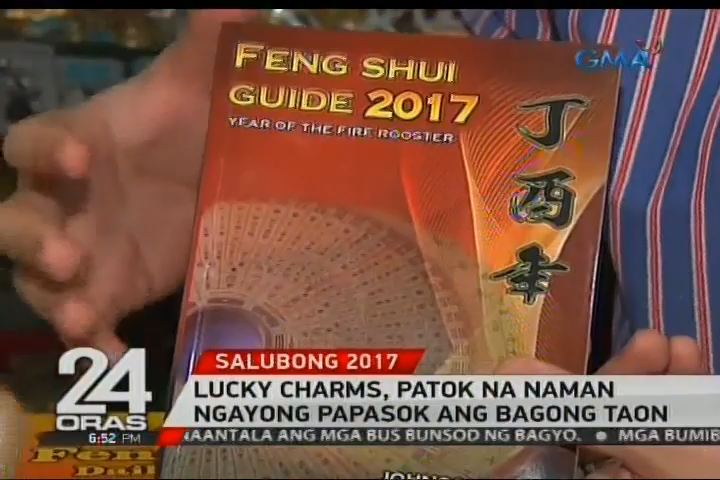 FENG SHUI
GUIDE 2017
YEAR OF THE FIRE ROOSTER
丁
酉
年
GMA
SALUBONG 2017
LUCKY CHARMS, PATOK NA NAMAN
NGAYONG PAPASOK ANG BAGONG TAON
24
ORAS
6:52 PM
NAANTALA ANG MGA BUS BUNSOD NG BAGYO. ● MGA BUMIB
Fen